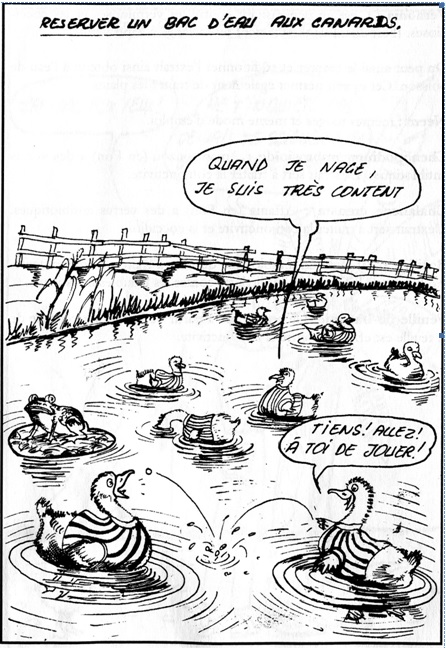 RESERVER UN BAC D'EAU AUX CANARDS.
QUAND JE NAGE,
JE SUIS TRÈS CONTENT
TIENS! ALLEZ!
À TOI DE JOUER!